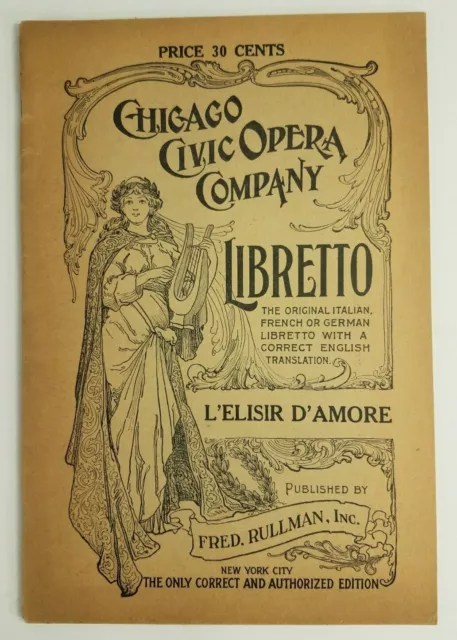 PRICE 30 CENTS
CHICAGO
CIVIC OPERA
COMPANY
LIBRETTO
THE ORIGINAL ITALIAN,
FRENCH OR GERMAN
LIBRETTO WITH A
CORRECT ENGLISH
TRANSLATION.
L'ELISIR D'AMORE
PUBLISHED BY
FRED. RULLMAN, INC.
NEW YORK CITY
THE ONLY CORRECT AND AUTHORIZED EDITION